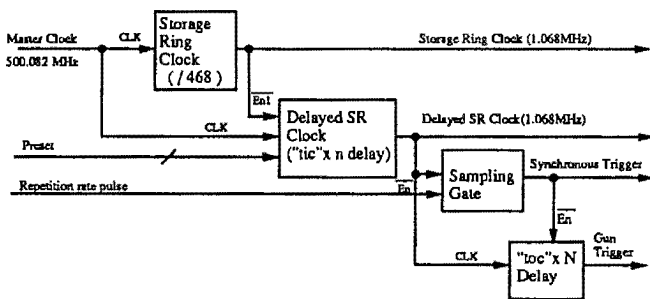 Storage
Ring
Clock
( / 468 )
Master Clock
500.082 MHz
CLK
Storage Ring Clock (1.068MHz)
En1
Delayed SR
Clock
("tic"x n delay)
CLK
Preset
Delayed SR Clock(1.068MHz)
Repetition rate pulse
En
Sampling
Gate
Synchronous Trigger
En
CLK
"toc"x N
Delay
Gun
Trigger